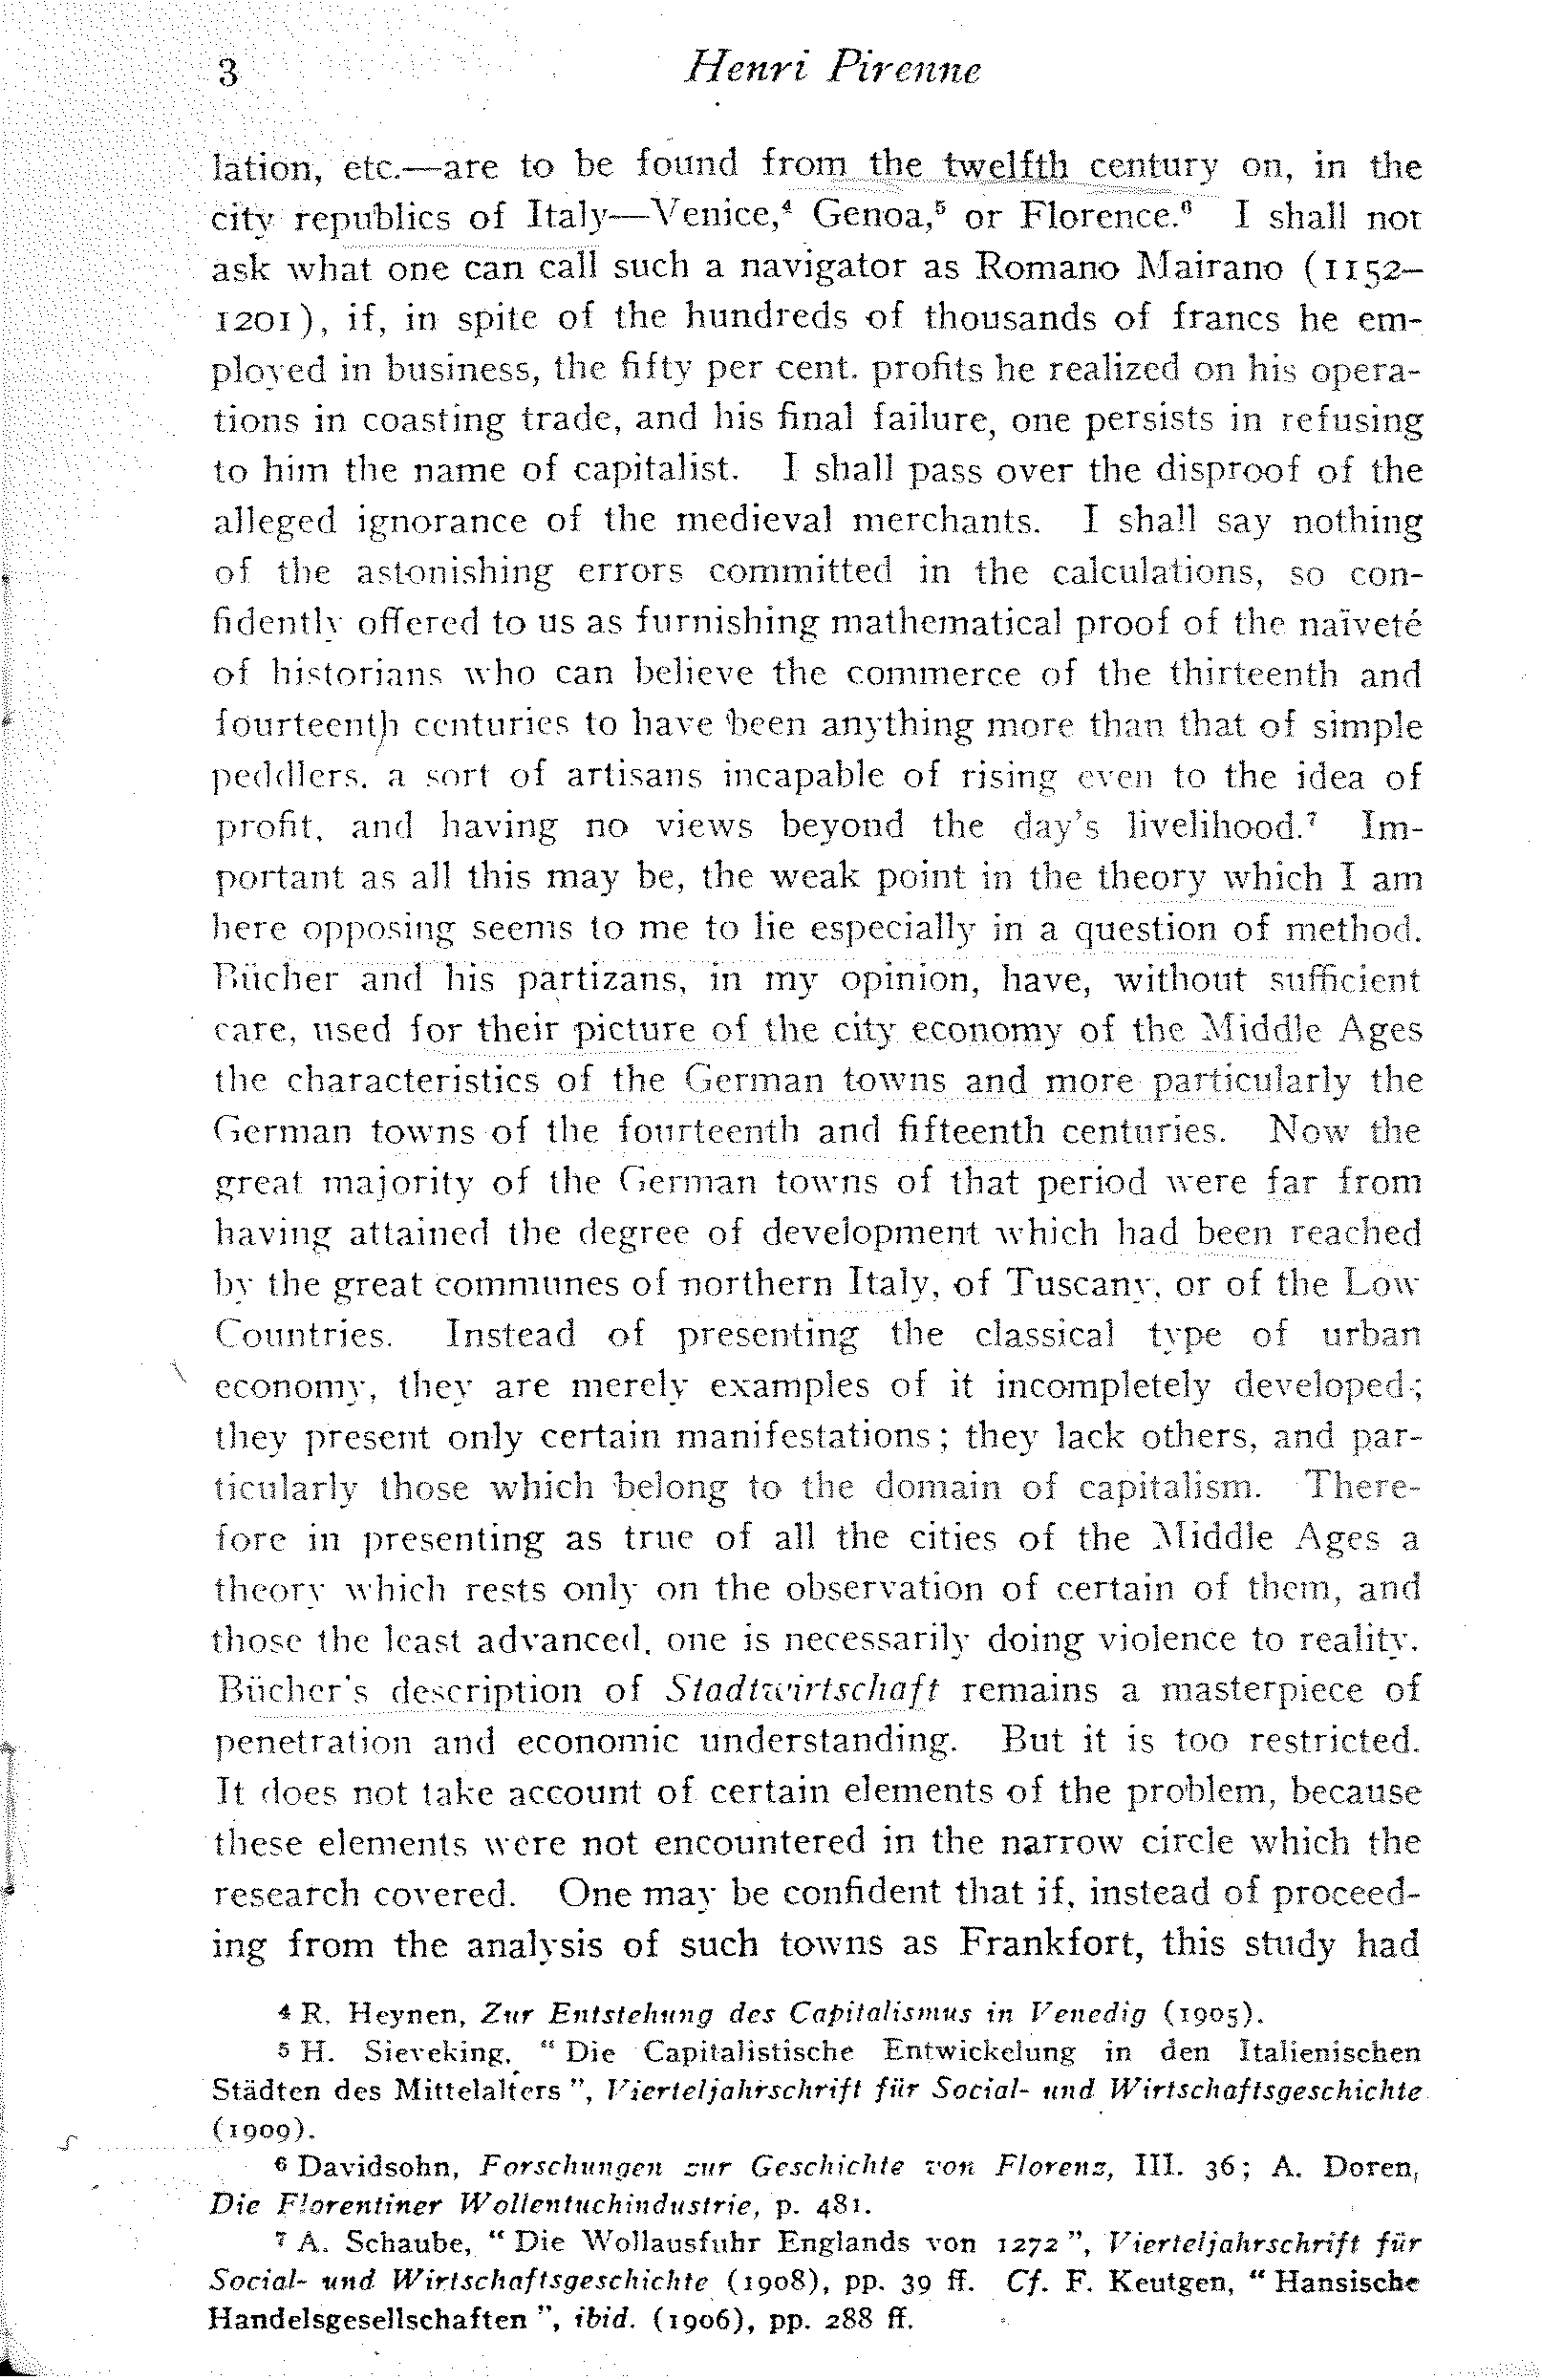 3 Henri Pirenne
lation, etc.—are to be found from the twelfth century on, in the
city republics of Italy—Venice,⁴ Genoa,⁵ or Florence.⁶ I shall not
ask what one can call such a navigator as Romano Mairano (1152–
1201), if, in spite of the hundreds of thousands of francs he em-
ployed in business, the fifty per cent. profits he realized on his opera-
tions in coasting trade, and his final failure, one persists in refusing
to him the name of capitalist. I shall pass over the disproof of the
alleged ignorance of the medieval merchants. I shall say nothing
of the astonishing errors committed in the calculations, so con-
fidently offered to us as furnishing mathematical proof of the naïveté
of historians who can believe the commerce of the thirteenth and
fourteenth centuries to have been anything more than that of simple
peddlers, a sort of artisans incapable of rising even to the idea of
profit, and having no views beyond the day's livelihood.⁷ Im-
portant as all this may be, the weak point in the theory which I am
here opposing seems to me to lie especially in a question of method.
Bücher and his partizans, in my opinion, have, without sufficient
care, used for their picture of the city economy of the Middle Ages
the characteristics of the German towns and more particularly the
German towns of the fourteenth and fifteenth centuries. Now the
great majority of the German towns of that period were far from
having attained the degree of development which had been reached
by the great communes of northern Italy, of Tuscany, or of the Low
Countries. Instead of presenting the classical type of urban
economy, they are merely examples of it incompletely developed;
they present only certain manifestations; they lack others, and par-
ticularly those which belong to the domain of capitalism. There-
fore in presenting as true of all the cities of the Middle Ages a
theory which rests only on the observation of certain of them, and
those the least advanced, one is necessarily doing violence to reality.
Bücher's description of Stadtwirtschaft remains a masterpiece of
penetration and economic understanding. But it is too restricted.
It does not take account of certain elements of the problem, because
these elements were not encountered in the narrow circle which the
research covered. One may be confident that if, instead of proceed-
ing from the analysis of such towns as Frankfort, this study had
⁴ R. Heynen, Zur Entstehung des Capitalismus in Venedig (1905).
⁵ H. Sieveking, “ Die Capitalistische Entwickelung in den Italienischen
Städten des Mittelalters ”, Vierteljahrschrift für Social- und Wirtschaftsgeschichte
(1909).
⁶ Davidsohn, Forschungen zur Geschichte von Florenz, III. 36; A. Doren,
Die Florentiner Wollentuchindustrie, p. 481.
⁷ A. Schaube, “ Die Wollausfuhr Englands von 1272 ”, Vierteljahrschrift für
Social- und Wirtschaftsgeschichte (1908), pp. 39 ff. Cf. F. Keutgen, “ Hansische
Handelsgesellschaften ”, ibid. (1906), pp. 288 ff.